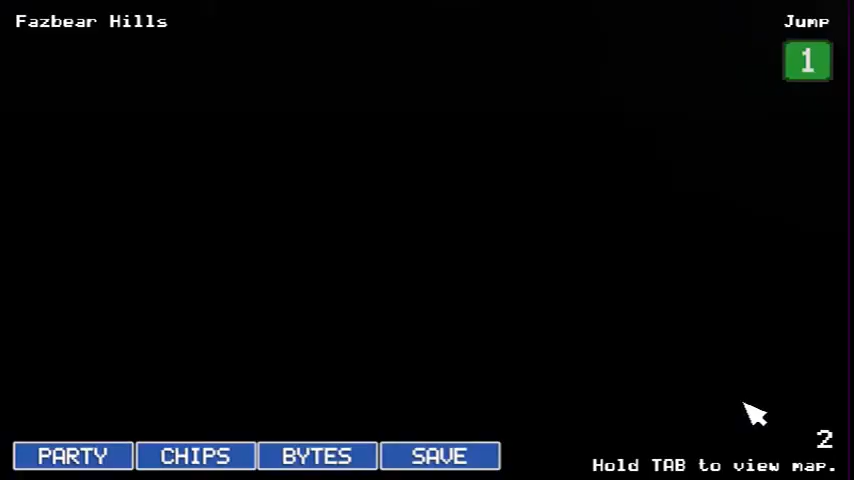 Fazbear Hills
Jump
1
2
PARTY CHIPS BYTES SAVE
Hold TAB to view map.